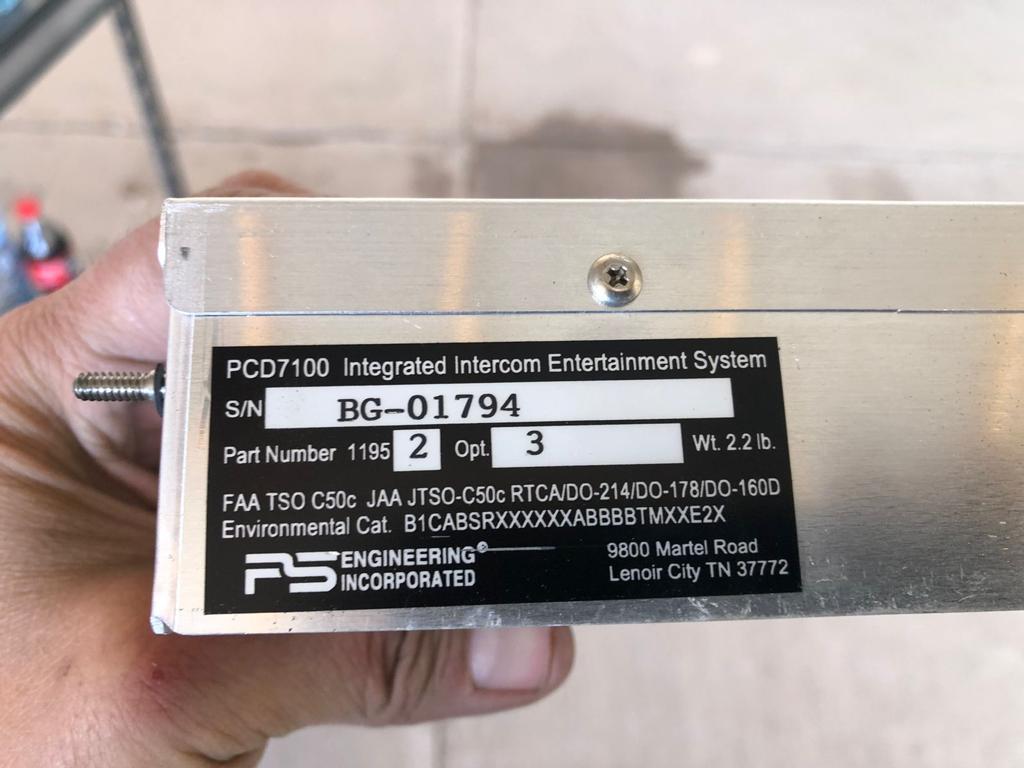 PCD7100 Integrated Intercom Entertainment System
S/N BG-01794
Part Number 1195 2 Opt. 3 Wt. 2.2 lb.
FAA TSO C50c JAA JTSO-C50c RTCA/DO-214/DO-178/DO-160D
Environmental Cat. B1CABSRXXXXXXABBBBTMXXE2X
PS ENGINEERING®
INCORPORATED
9800 Martel Road
Lenoir City TN 37772